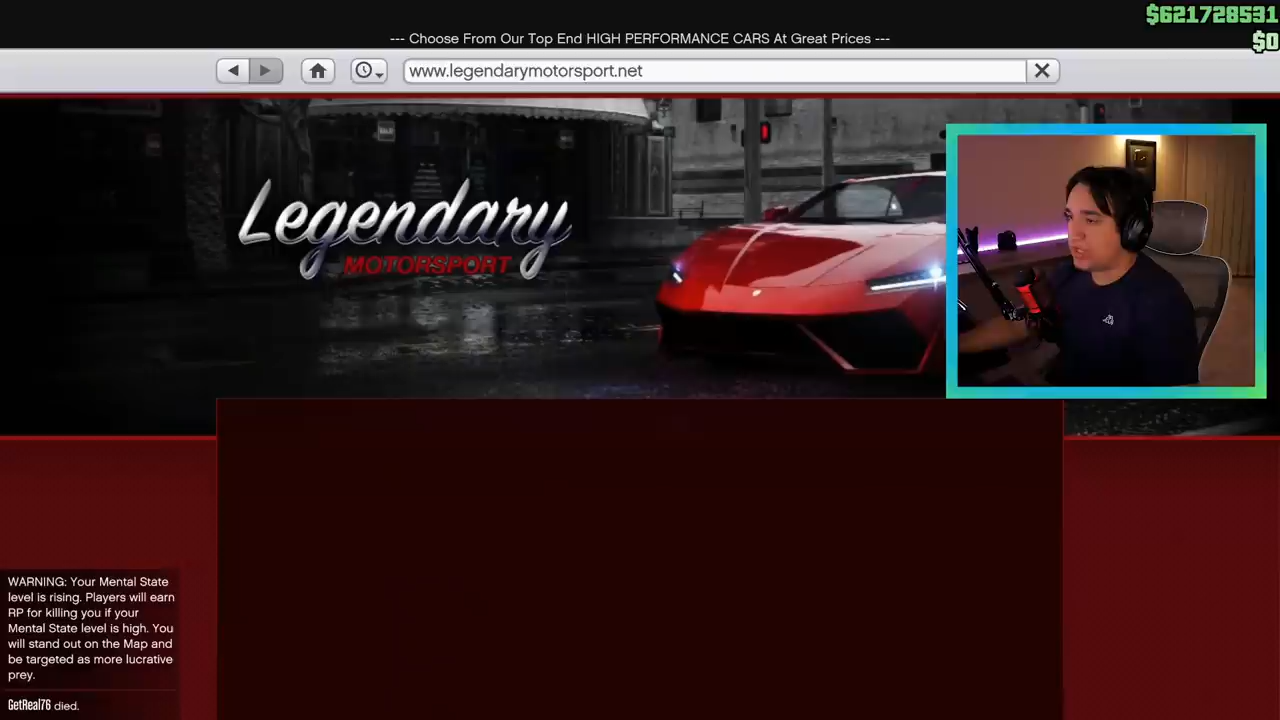 $621728531
--- Choose From Our Top End HIGH PERFORMANCE CARS At Great Prices ---
$0
www.legendarymotorsport.net
Legendary
MOTORSPORT
WARNING: Your Mental State
level is rising. Players will earn
RP for killing you if your
Mental State level is high. You
will stand out on the Map and
be targeted as more lucrative
prey.
GetReal76 died.